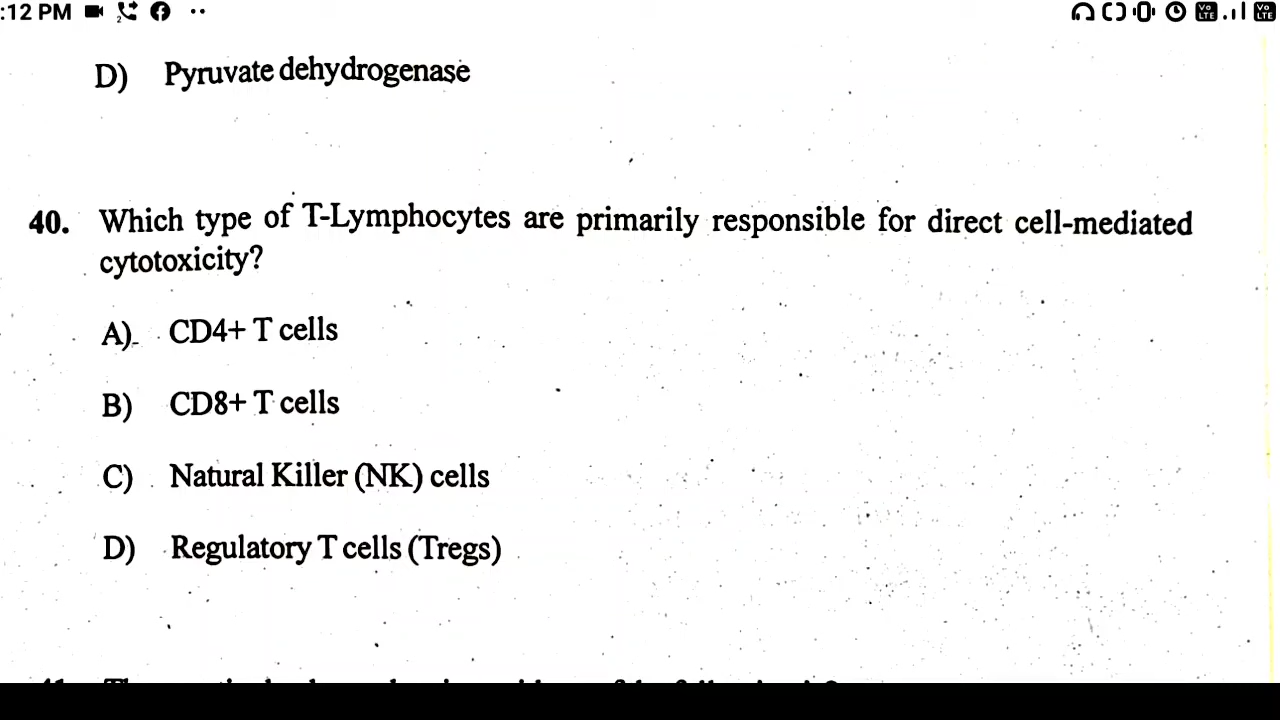 :12 PM
D) Pyruvate dehydrogenase
40. Which type of T-Lymphocytes are primarily responsible for direct cell-mediated
cytotoxicity?
A) CD4+ T cells
B) CD8+ T cells
C) Natural Killer (NK) cells
D) Regulatory T cells (Tregs)